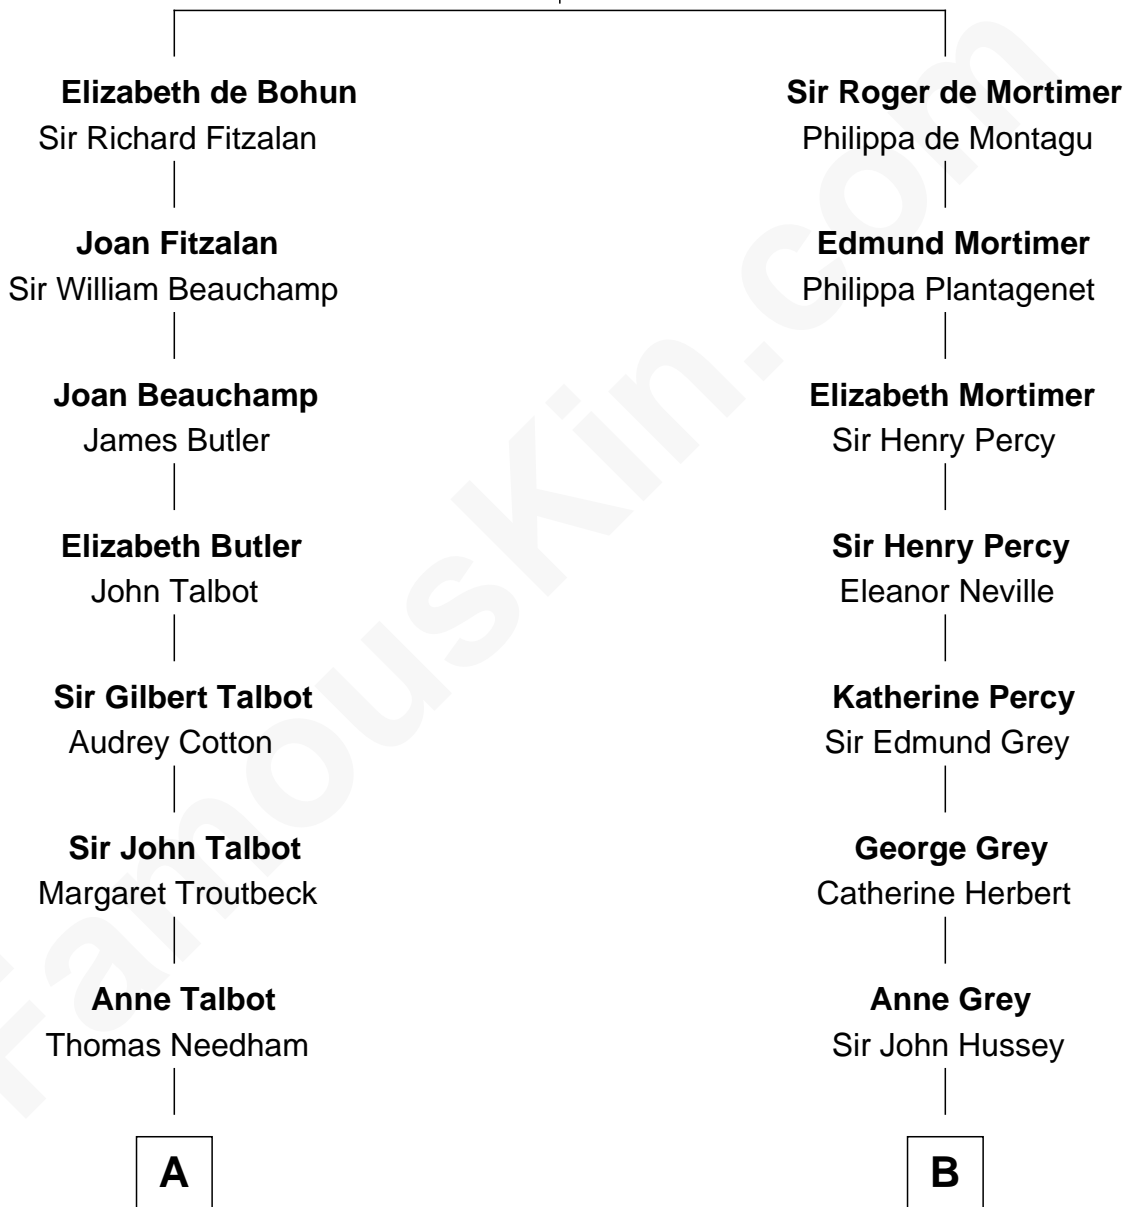 Elizabeth de Bohun
Sir Richard Fitzalan
Joan Fitzalan
Sir William Beauchamp
Joan Beauchamp
James Butler
Elizabeth Butler
John Talbot
Sir Gilbert Talbot
Audrey Cotton
Sir John Talbot
Margaret Troutbeck
Anne Talbot
Thomas Needham
A
Sir Roger de Mortimer
Philippa de Montagu
Edmund Mortimer
Philippa Plantagenet
Elizabeth Mortimer
Sir Henry Percy
Sir Henry Percy
Eleanor Neville
Katherine Percy
Sir Edmund Grey
George Grey
Catherine Herbert
Anne Grey
Sir John Hussey
B
FamousKin.com